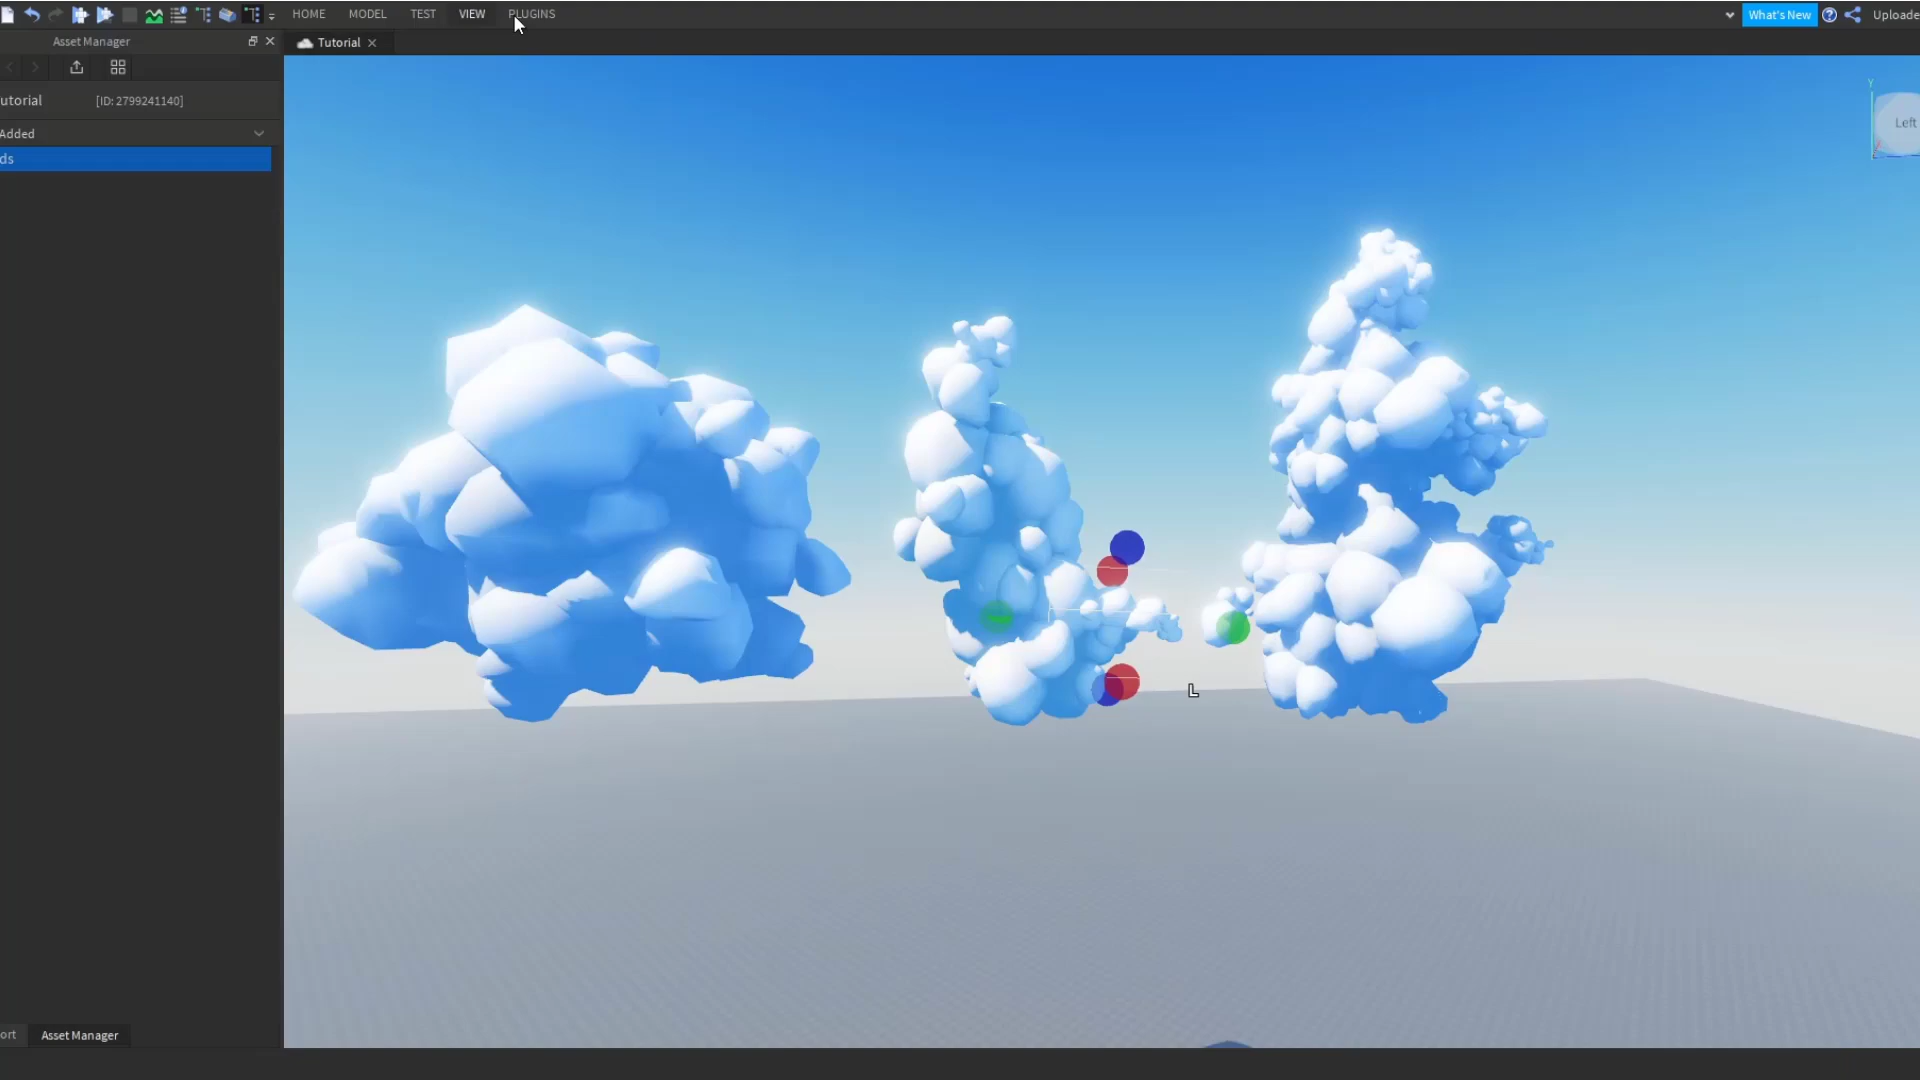 HOME MODEL TEST VIEW PLUGINS What's New ? Uploade
Asset Manager
Tutorial
utorial [ID: 2799241140]
Added
ds
Y
Left
L
ort Asset Manager